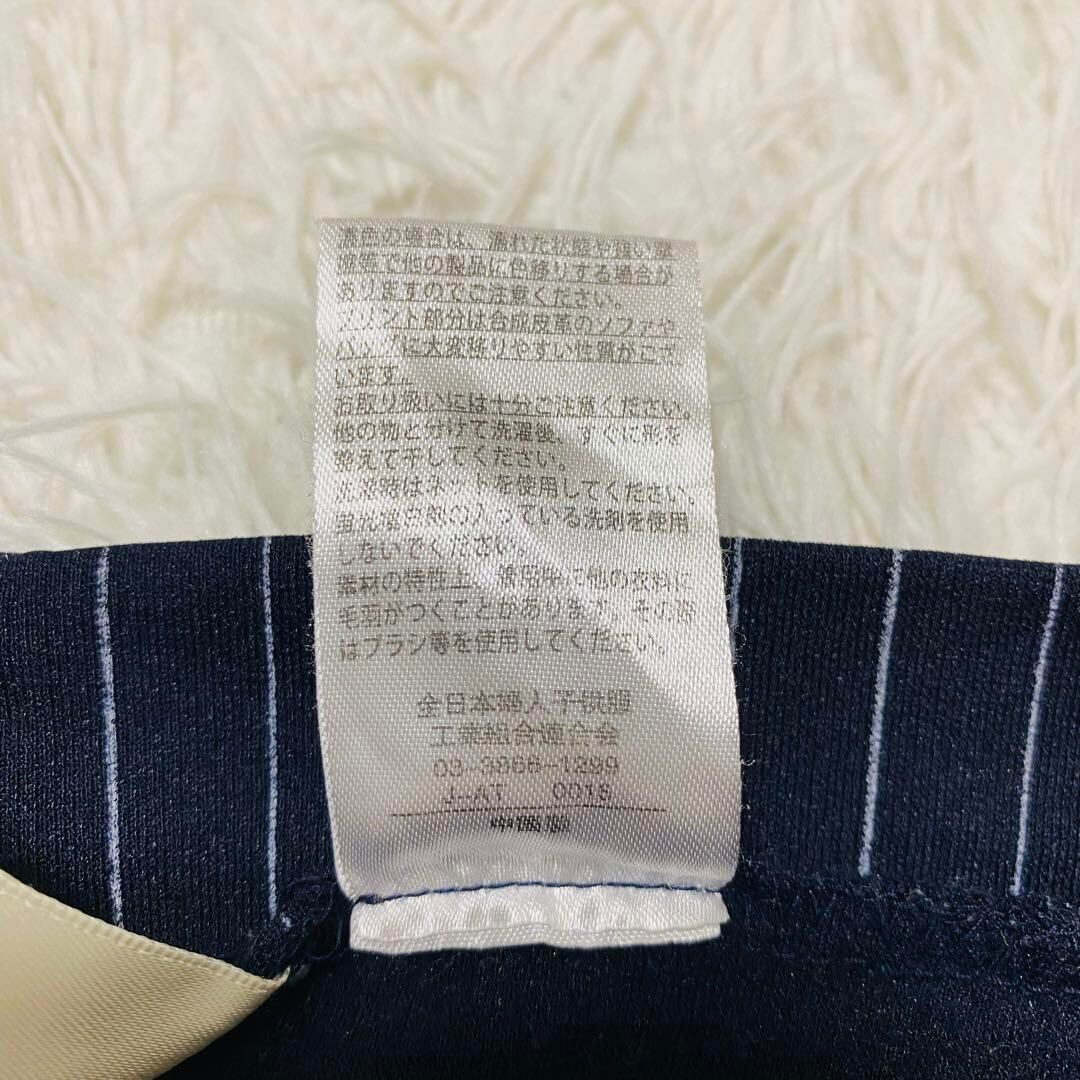 濃色の場合は、濡れた状態や強い摩
擦等で他の製品に色移りする場合が
ありますのでご注意ください。
プリント部分は合成皮革のソファや
に大変移りやすい性質がござ
います。
お取り扱いには十分ご注意ください。
他の物と分けて洗濯後、すぐに形を
整えて干してください。
洗濯時はネットを使用してください。
蛍光増白剤の入っている洗剤を使用
しないでください。
素材の特性上、着用中に他の衣料に
毛羽がつくことがあります。その際
はブラシ等を使用してください。
全日本婦人子供服
工業組合連合会
03-3866-1299
J-AT 0015